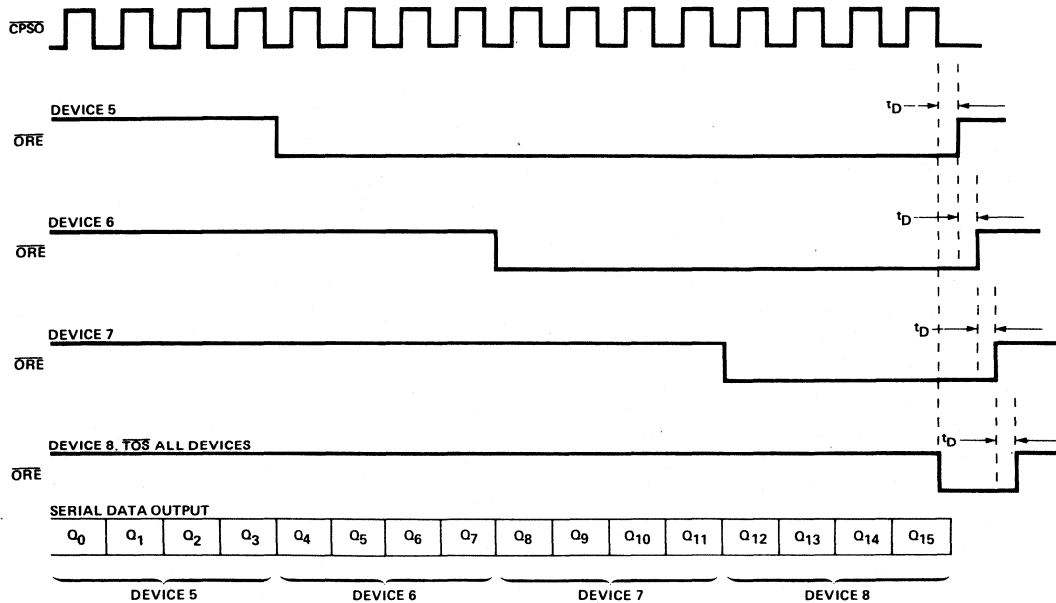 CPSO
DEVICE 5
tD
ORE
DEVICE 6
tD
ORE
DEVICE 7
tD
ORE
DEVICE 8, TOS ALL DEVICES
tD
ORE
SERIAL DATA OUTPUT
Q0 Q1 Q2 Q3 Q4 Q5 Q6 Q7 Q8 Q9 Q10 Q11 Q12 Q13 Q14 Q15
DEVICE 5 DEVICE 6 DEVICE 7 DEVICE 8